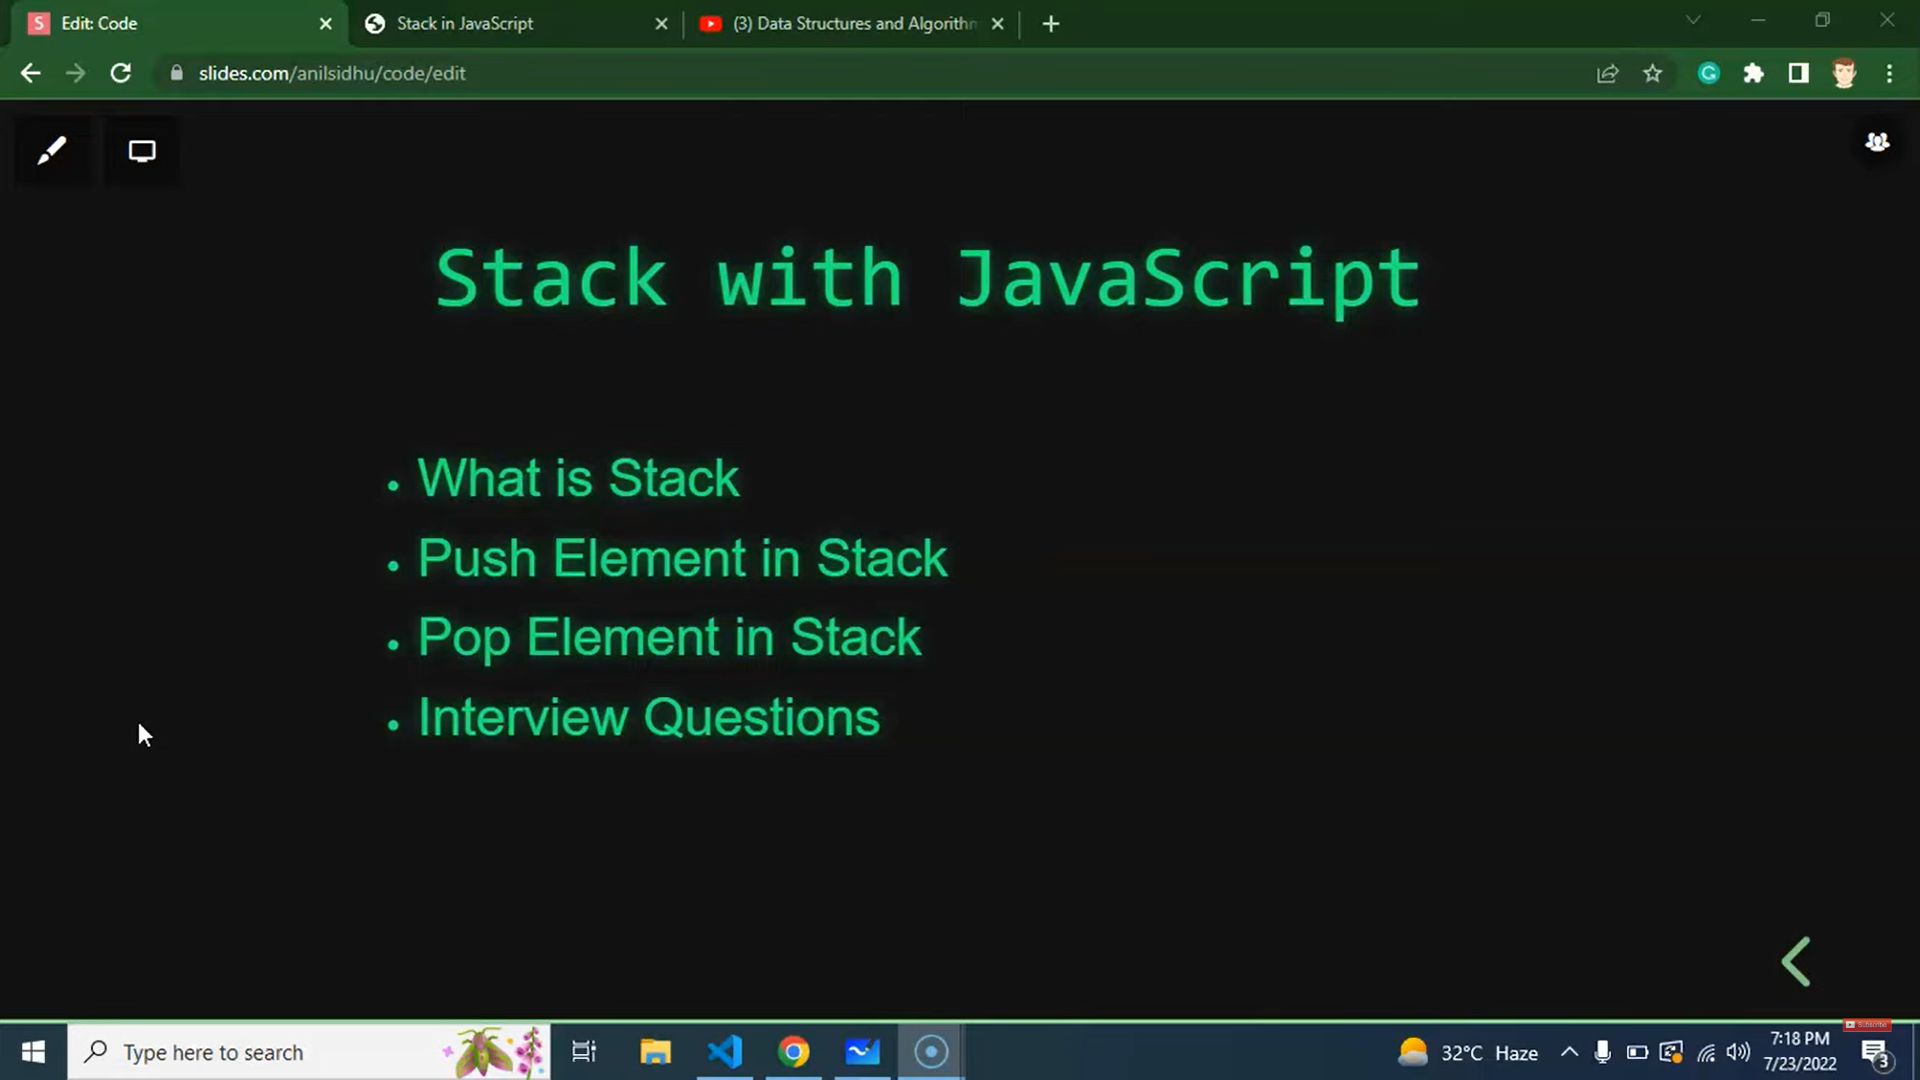 Edit: Code
Stack in JavaScript
(3) Data Structures and Algorithm
slides.com/anilsidhu/code/edit
Stack with JavaScript
• What is Stack
• Push Element in Stack
• Pop Element in Stack
• Interview Questions
Subscribe
Type here to search
32°C Haze
7:18 PM
7/23/2022
3